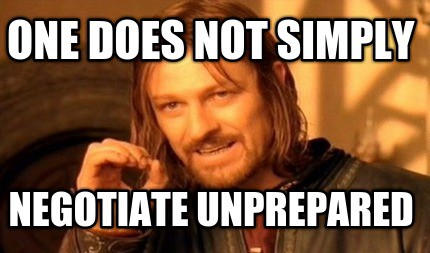 ONE DOES NOT SIMPLY
NEGOTIATE UNPREPARED